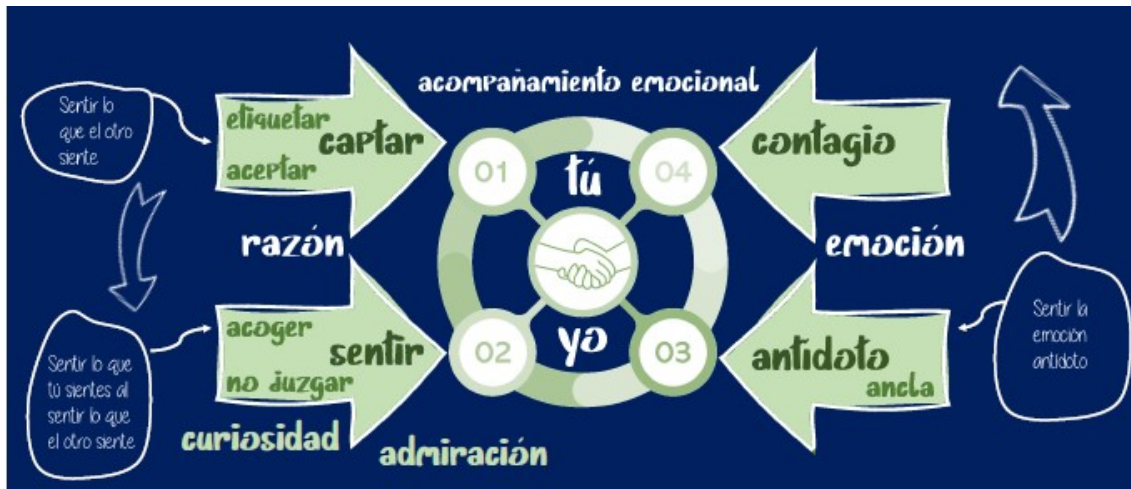 acompañamiento emocional
Sentir lo
que el otro
siente
etiquetar
captar
aceptar
01
tú
04
contagio
razón
emoción
Sentir lo que
tú sientes al
sentir lo que
el otro siente
acoger
sentir
no juzgar
02
yo
03
antídoto
ancla
Sentir la
emoción
antídoto
curiosidad
admiración